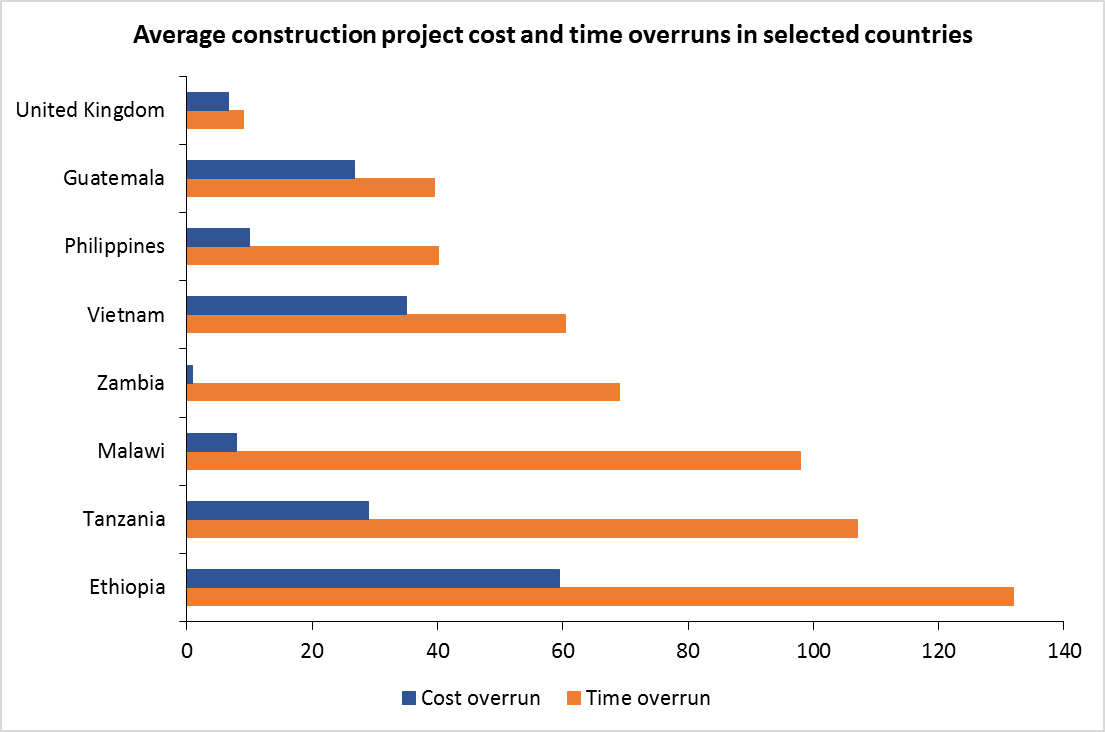 Average construction project cost and time overruns in selected countries
United Kingdom
Guatemala
Philippines
Vietnam
Zambia
Malawi
Tanzania
Ethiopia
0 20 40 60 80 100 120 140
Cost overrun Time overrun